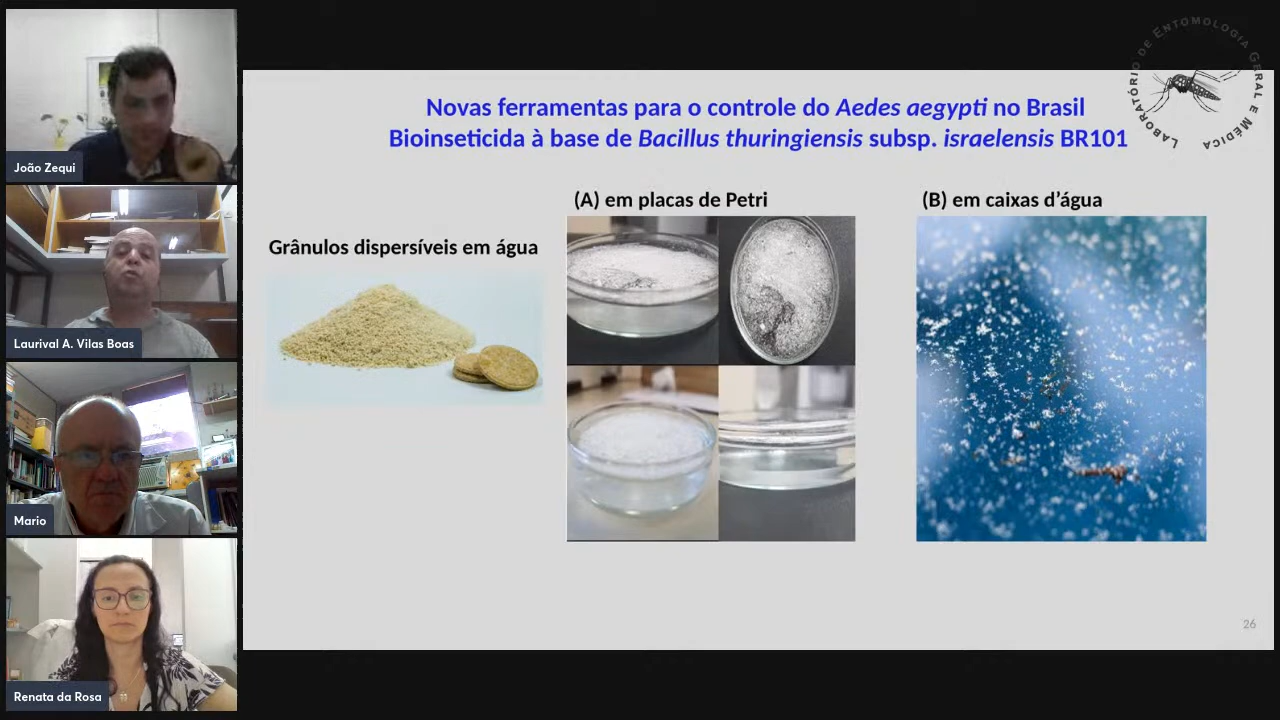 João Zequi
Laurival A. Vilas Boas
Mario
Renata da Rosa
LABORATÓRIO DE ENTOMOLOGIA GERAL E MÉDICA
Novas ferramentas para o controle do Aedes aegypti no Brasil
Bioinseticida à base de Bacillus thuringiensis subsp. israelensis BR101
Grânulos dispersíveis em água
(A) em placas de Petri
(B) em caixas d’água
26